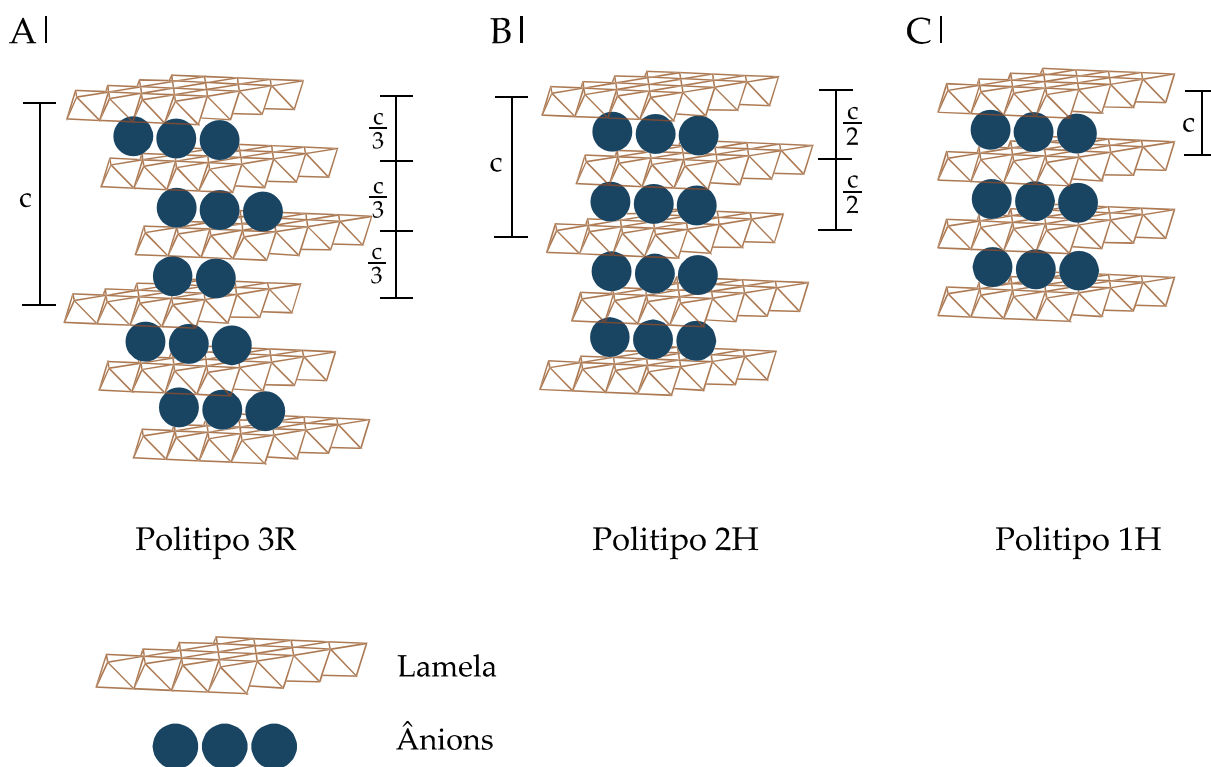 A|
B|
C|
c
c/3
c/3
c/3
c
c/2
c/2
c
Politipo 3R
Politipo 2H
Politipo 1H
Lamela
Ânions